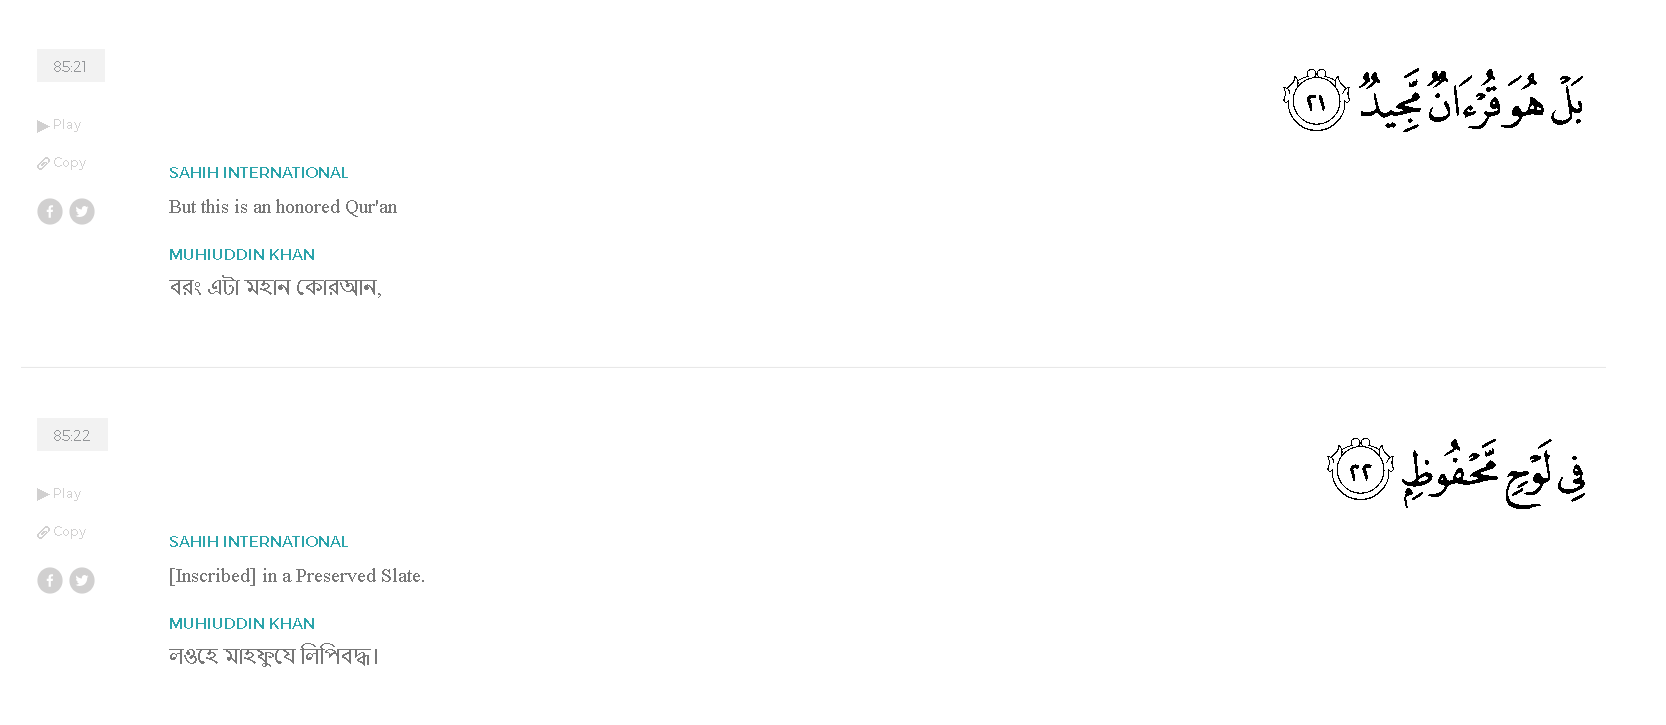 85:21
بَلْ هُوَ قُرْءَانٌ مَّجِيدٌ ٢١
Play
Copy
SAHIH INTERNATIONAL
But this is an honored Qur'an
MUHIUDDIN KHAN
বরং এটা মহান কোরআন,
85:22
فِى لَوْحٍ مَّحْفُوظٍۭ ٢٢
Play
Copy
SAHIH INTERNATIONAL
[Inscribed] in a Preserved Slate.
MUHIUDDIN KHAN
লওহে মাহফুযে লিপিবদ্ধ।